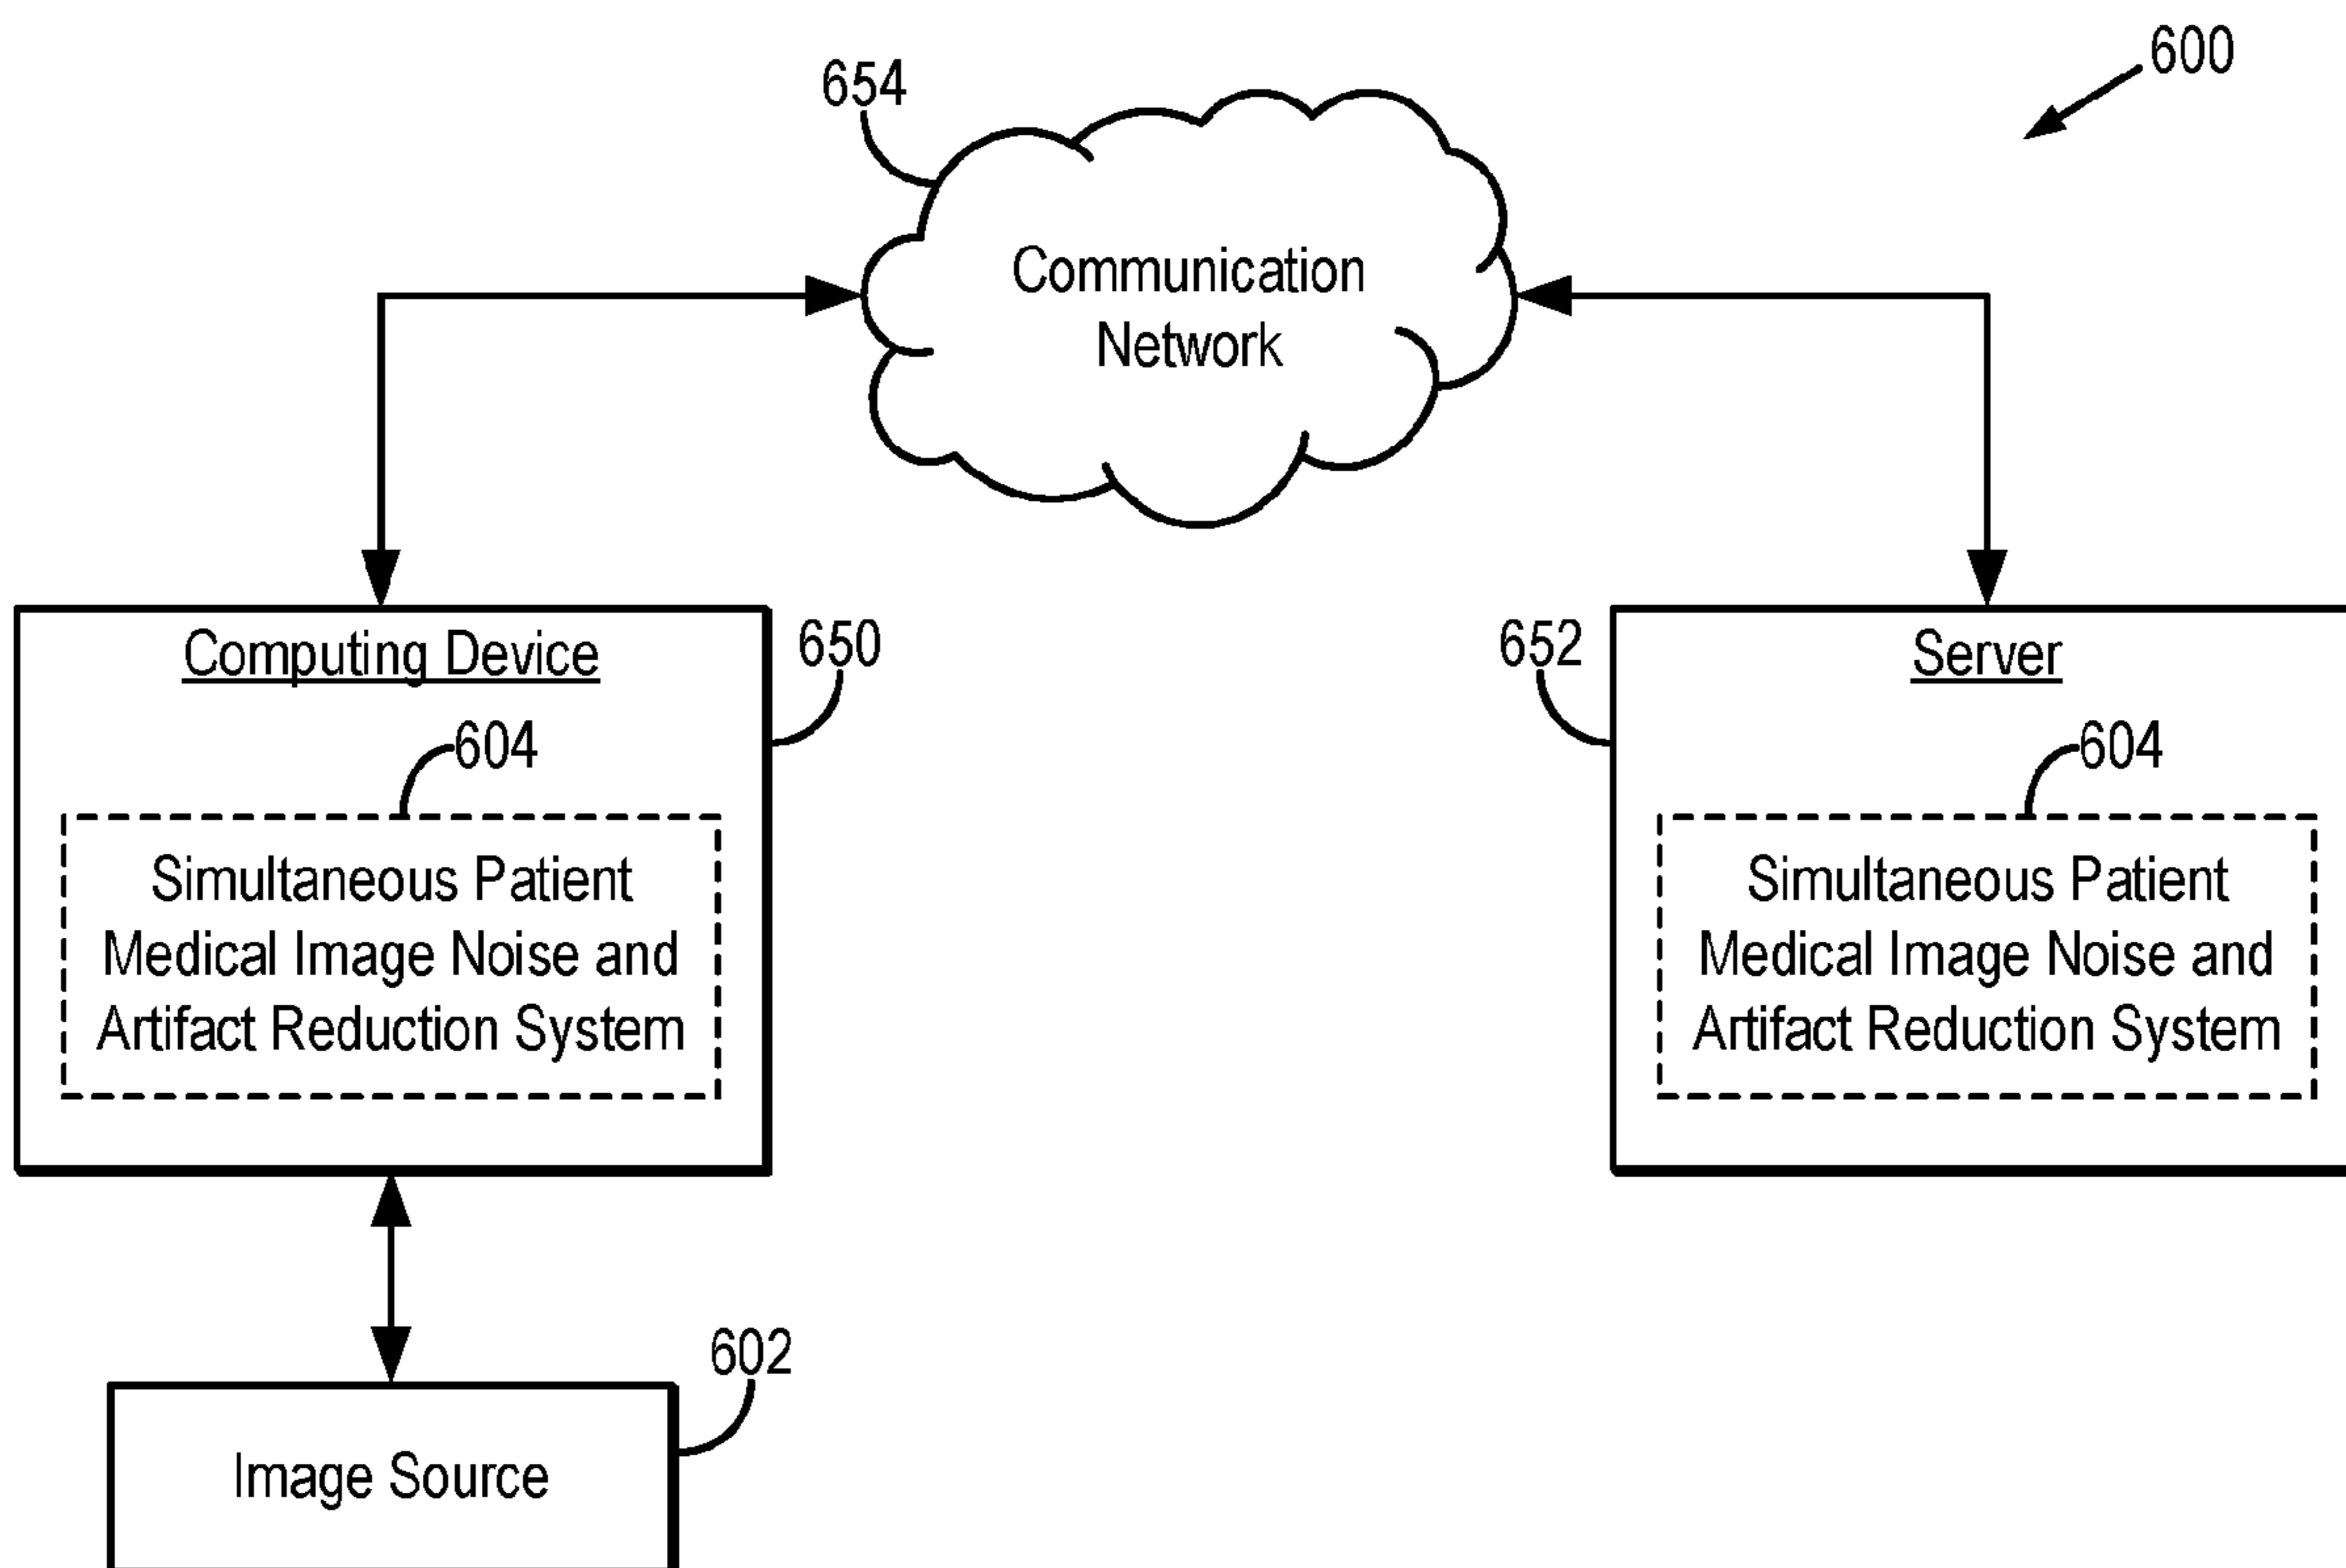 600
654
Communication
Network
Computing Device
650
652
Server
604
604
Simultaneous Patient
Medical Image Noise and
Artifact Reduction System
Simultaneous Patient
Medical Image Noise and
Artifact Reduction System
602
Image Source